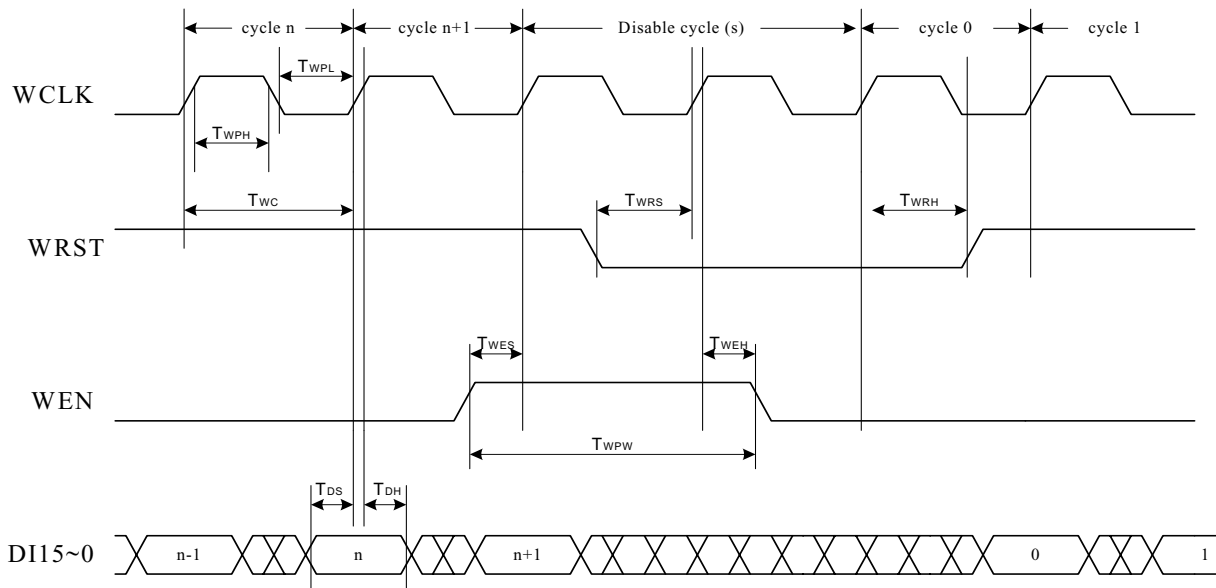 cycle n
cycle n+1
Disable cycle (s)
cycle 0
cycle 1
TWPL
WCLK
TWPH
TWC
TWRS
TWRH
WRST
TWES
TWEH
WEN
TWPW
TDS
TDH
DI15~0
n-1
n
n+1
0
1